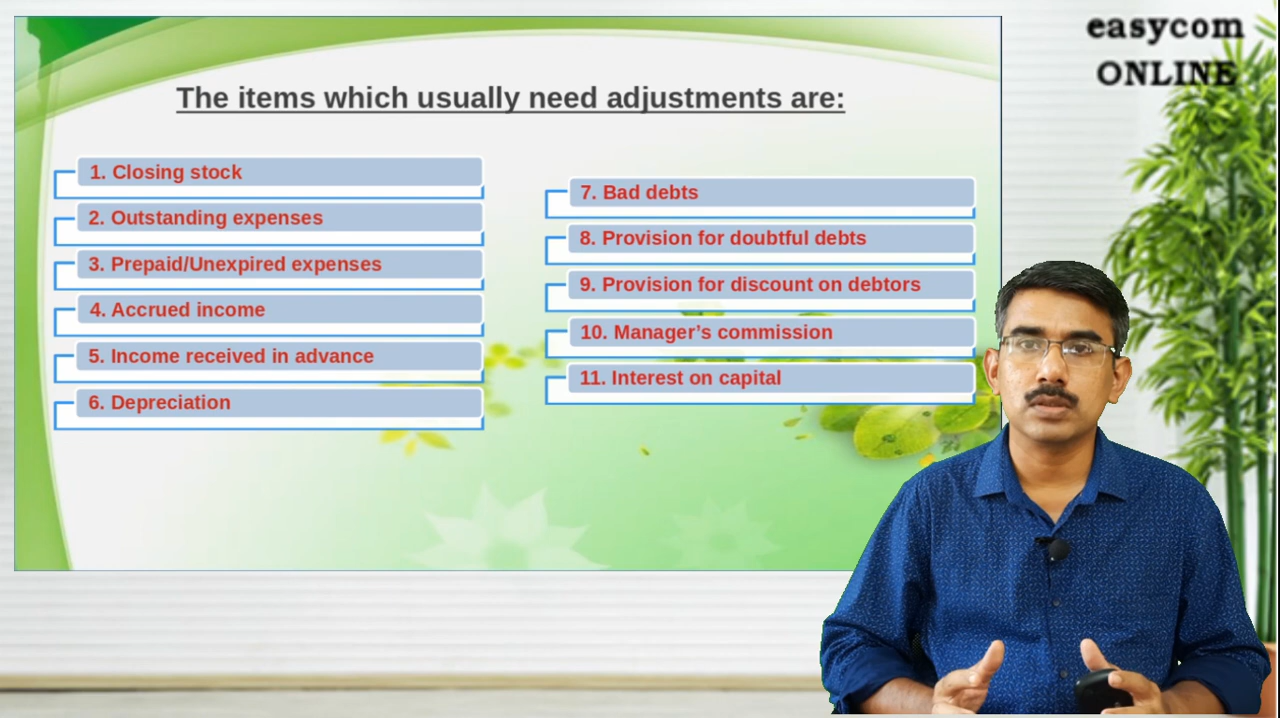 easycom
ONLINE
The items which usually need adjustments are:
1. Closing stock
2. Outstanding expenses
3. Prepaid/Unexpired expenses
4. Accrued income
5. Income received in advance
6. Depreciation
7. Bad debts
8. Provision for doubtful debts
9. Provision for discount on debtors
10. Manager’s commission
11. Interest on capital